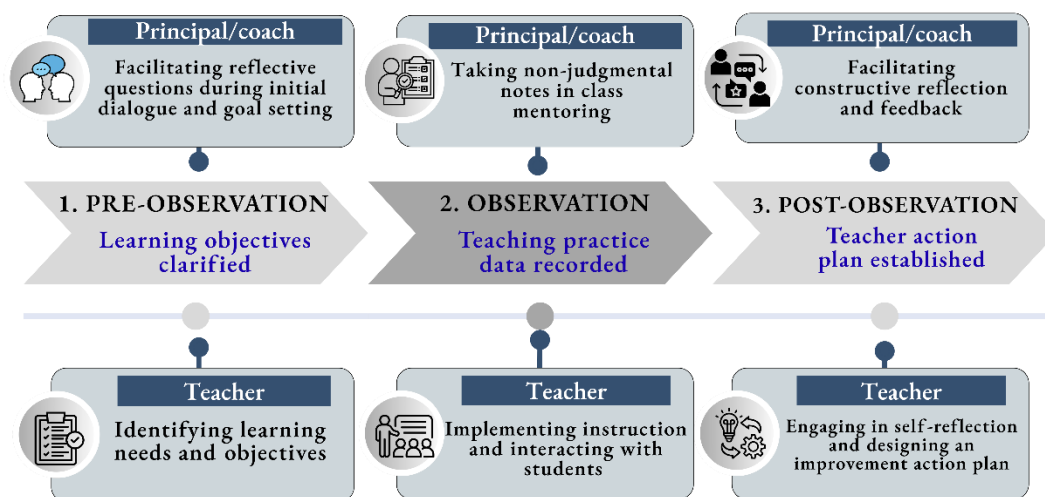 Principal/coach
Facilitating reflective
questions during initial
dialogue and goal setting
Principal/coach
Taking non-judgmental
notes in class
mentoring
Principal/coach
Facilitating
constructive reflection
and feedback
1. PRE-OBSERVATION
Learning objectives
clarified
2. OBSERVATION
Teaching practice
data recorded
3. POST-OBSERVATION
Teacher action
plan established
Teacher
Identifying learning
needs and objectives
Teacher
Implementing instruction
and interacting with
students
Teacher
Engaging in self-reflection
and designing an
improvement action plan